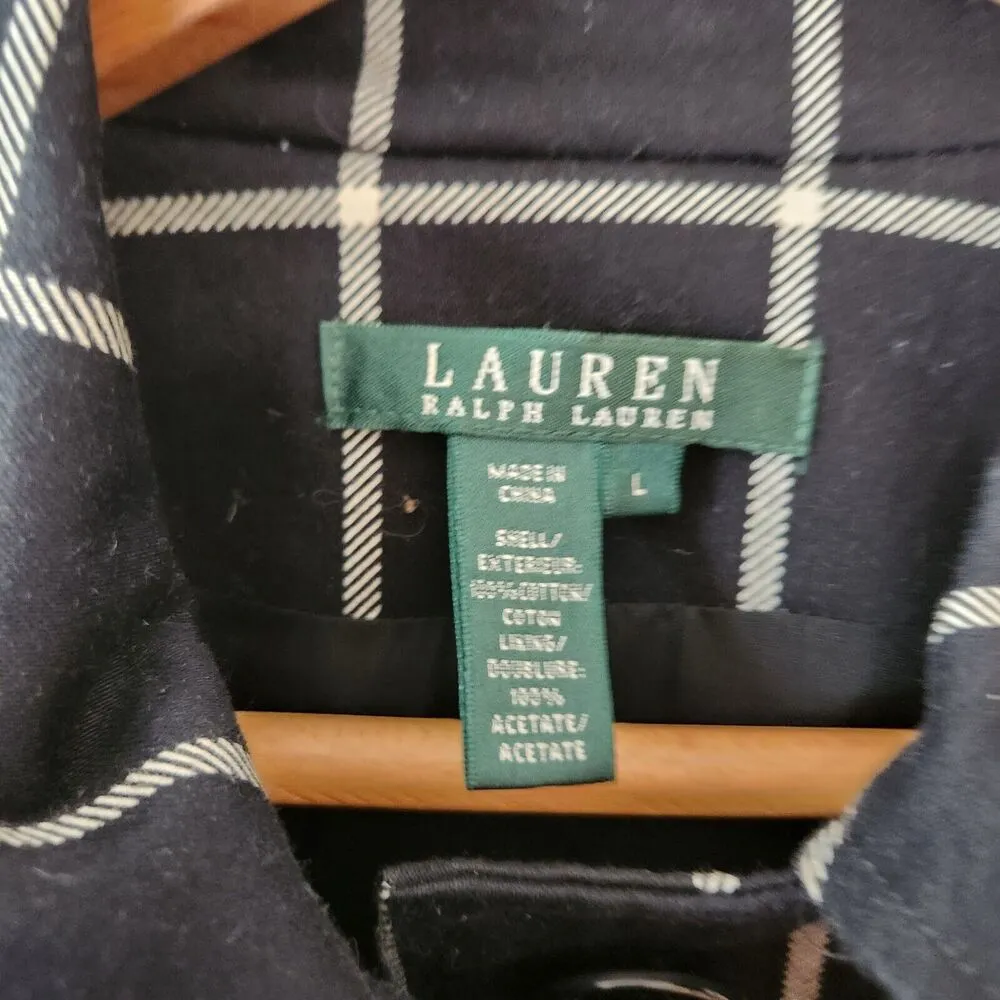 LAUREN
RALPH LAUREN
L
MADE IN
CHINA
SHELL/
EXTERIEUR:
100% COTTON/
COTON
LINING/
DOUBLURE:
100%
ACETATE/
ACETATE